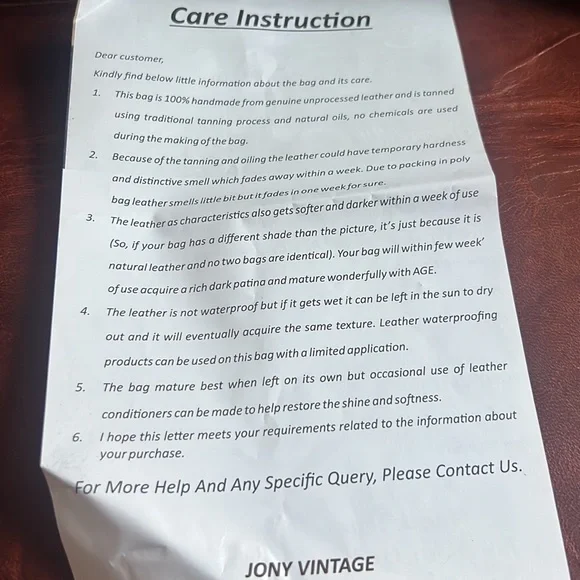 Care Instruction
Dear customer,
Kindly find below little information about the bag and its care.
1. This bag is 100% handmade from genuine unprocessed leather and is tanned
using traditional tanning process and natural oils, no chemicals are used
during the making of the bag.
2. Because of the tanning and oiling the leather could have temporary hardness
and distinctive smell which fades away within a week. Due to packing in poly
bag leather smells little bit but it fades in one week for sure.
3. The leather as characteristics also gets softer and darker within a week of use
(So, if your bag has a different shade than the picture, it's just because it is
natural leather and no two bags are identical). Your bag will within few week'
of use acquire a rich dark patina and mature wonderfully with AGE.
4. The leather is not waterproof but if it gets wet it can be left in the sun to dry
out and it will eventually acquire the same texture. Leather waterproofing
products can be used on this bag with a limited application.
5. The bag mature best when left on its own but occasional use of leather
conditioners can be made to help restore the shine and softness.
6. I hope this letter meets your requirements related to the information about
your purchase.
For More Help And Any Specific Query, Please Contact Us.
JONY VINTAGE